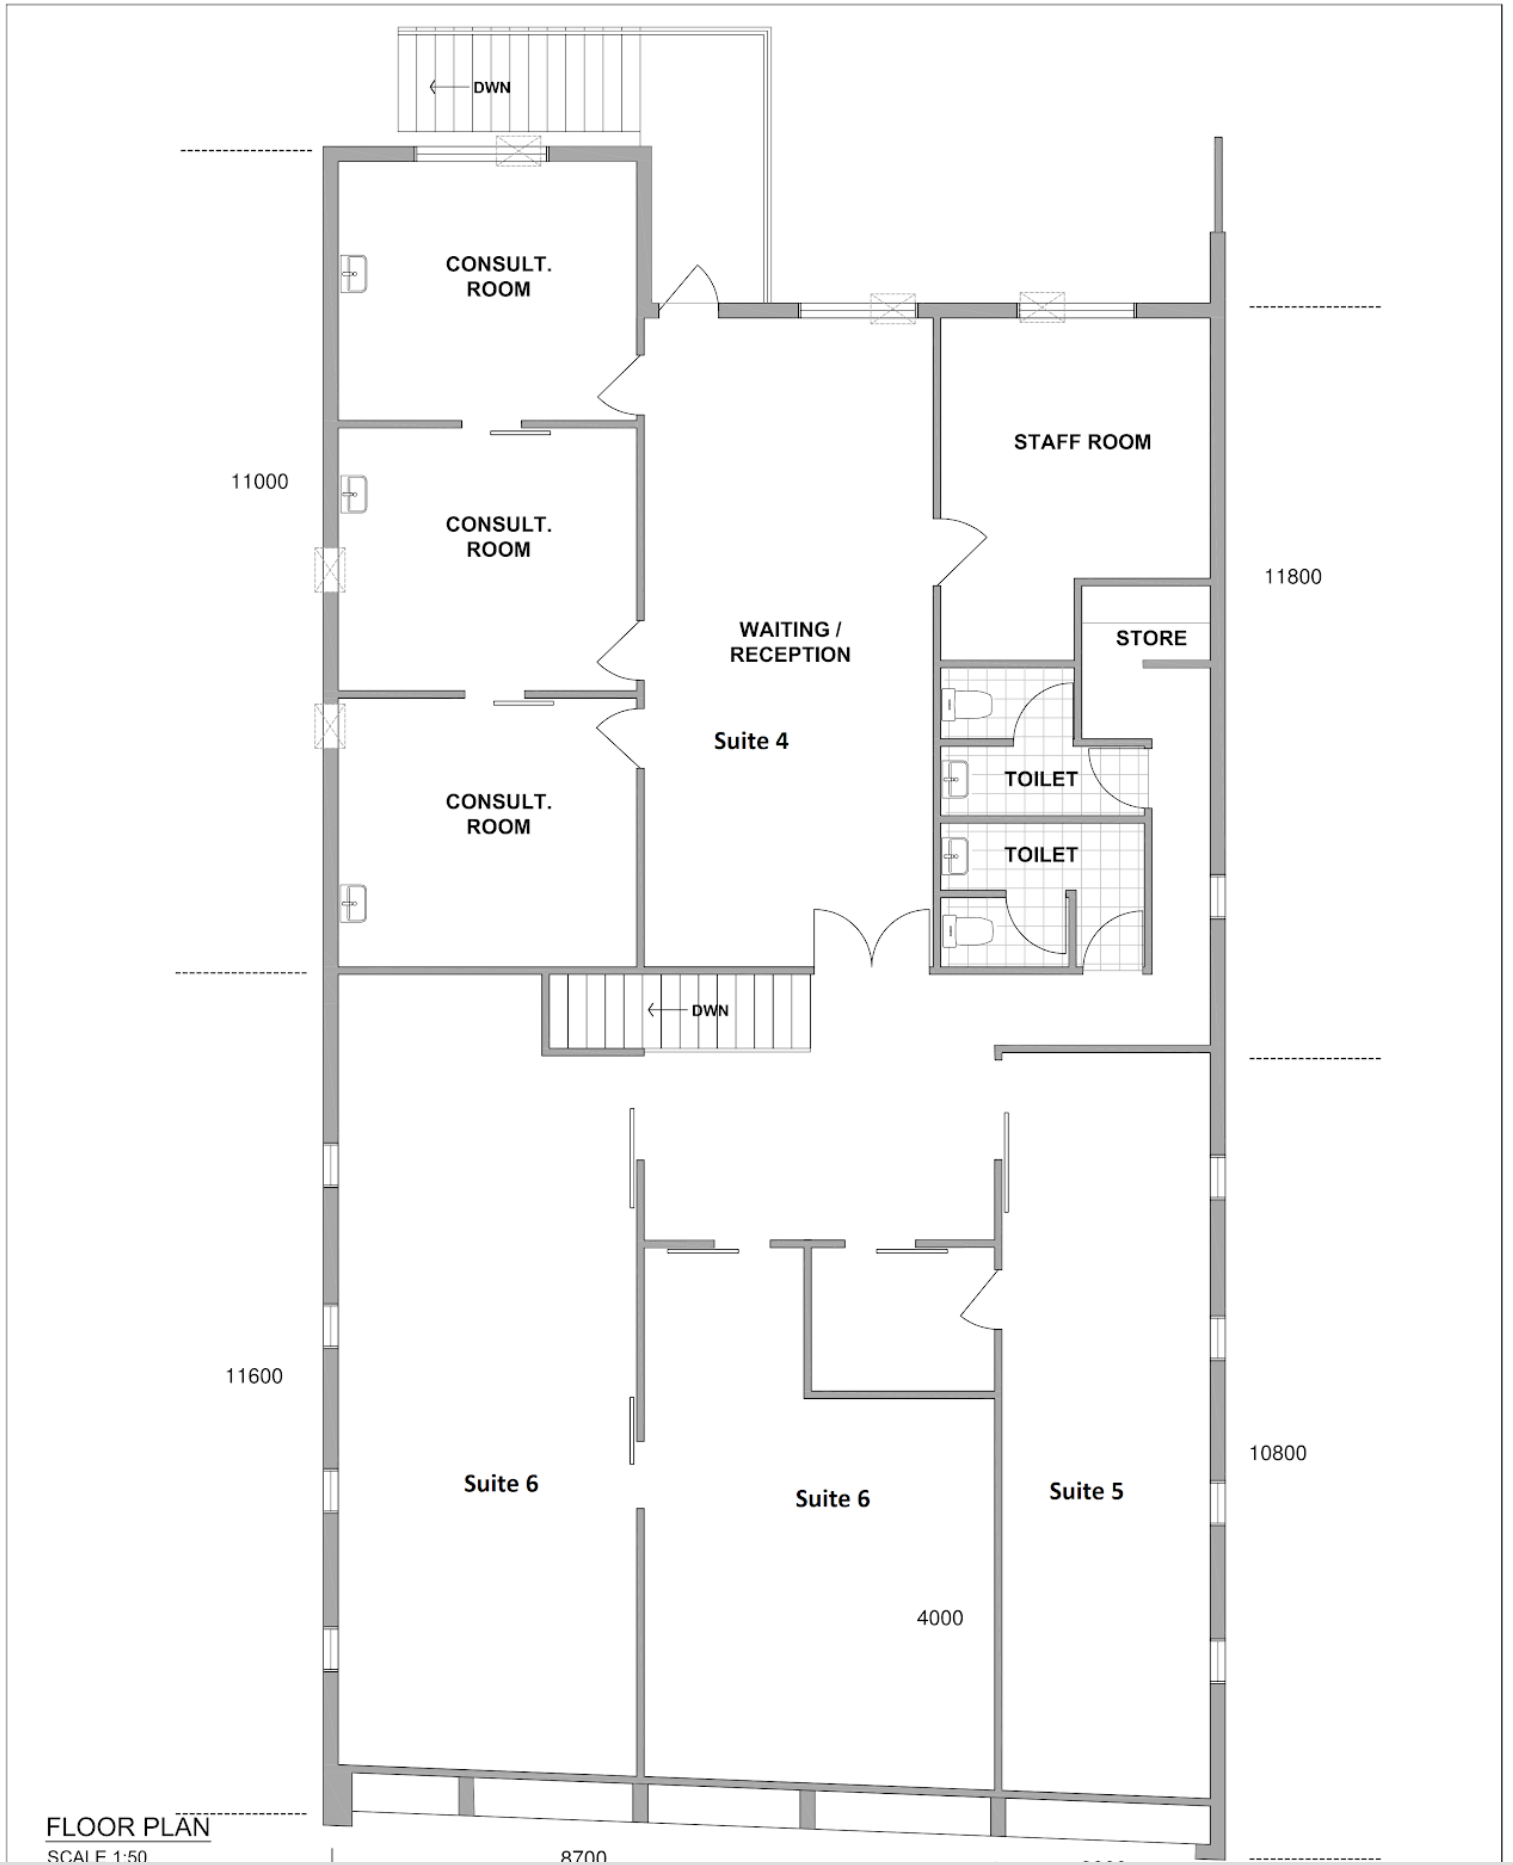 DWN
CONSULT.
ROOM
STAFF ROOM
11000
CONSULT.
ROOM
11800
WAITING /
RECEPTION
STORE
Suite 4
TOILET
CONSULT.
ROOM
TOILET
DWN
11600
10800
Suite 6
Suite 6
Suite 5
4000
FLOOR PLAN
SCALE 1:50
8700